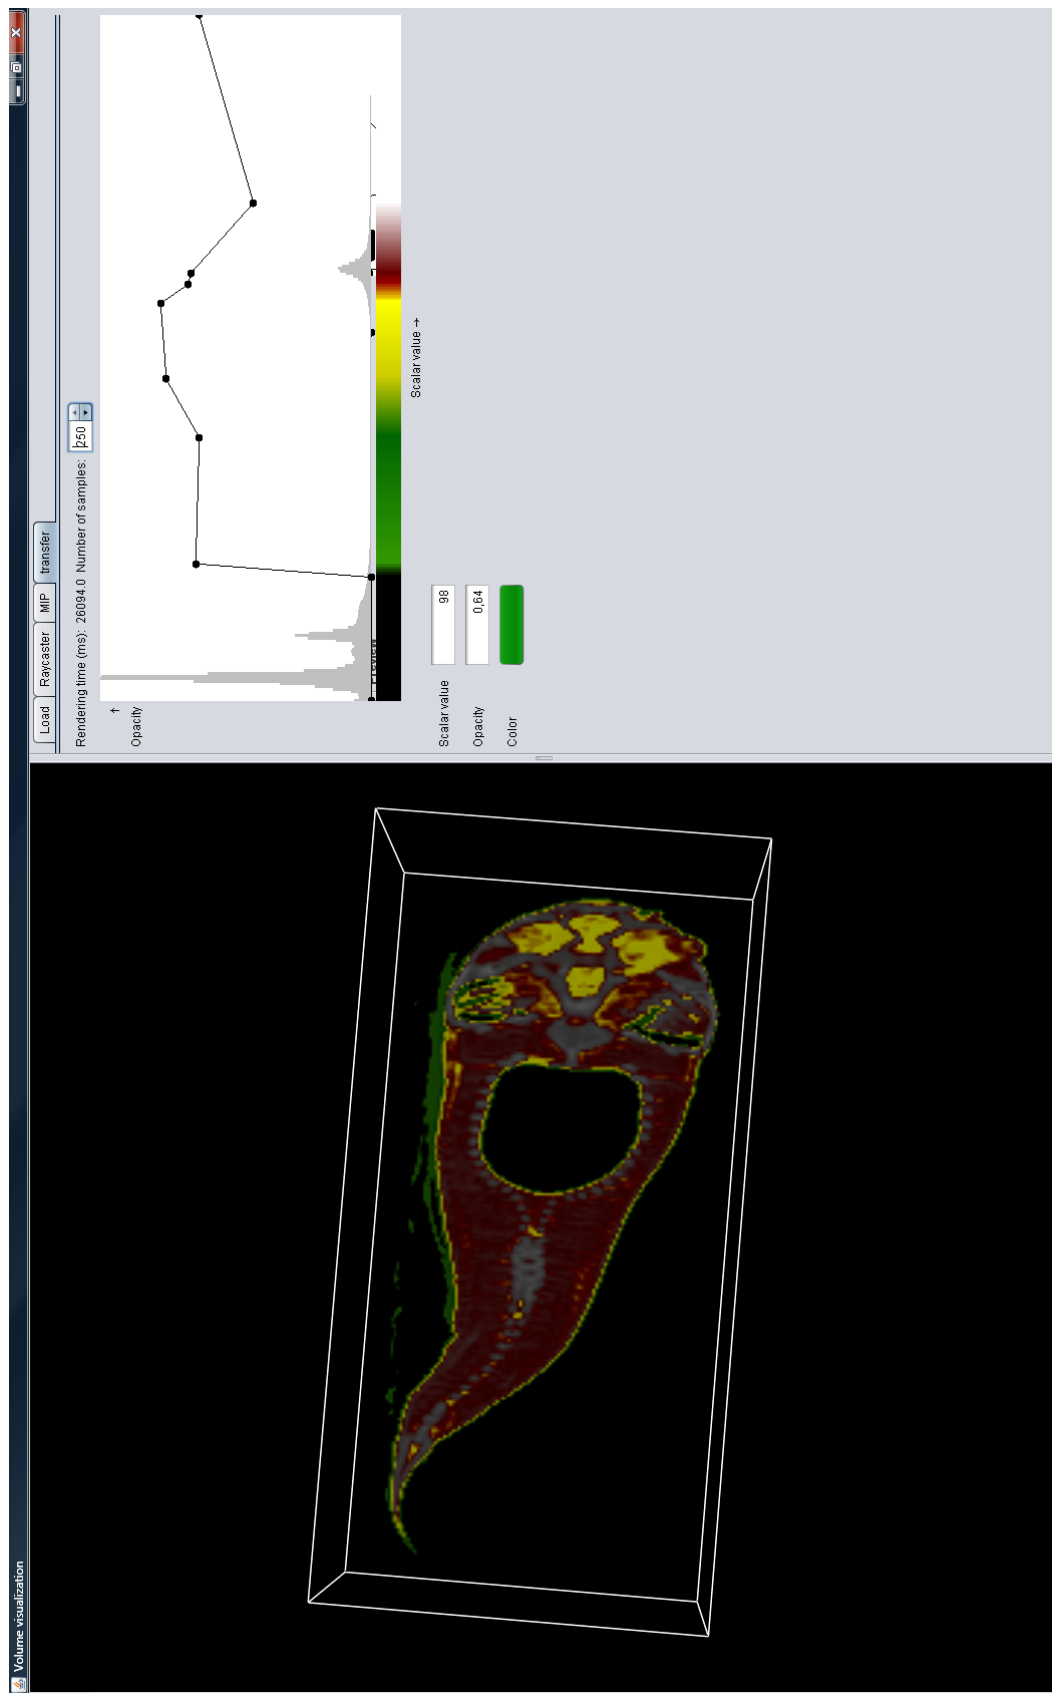 Volume visualization
Load
Raycaster
MIP
transfer
Rendering time (ms): 26094.0 Number of samples: 250
↑
Opacity
Scalar value →
Scalar value 98
Opacity 0,64
Color